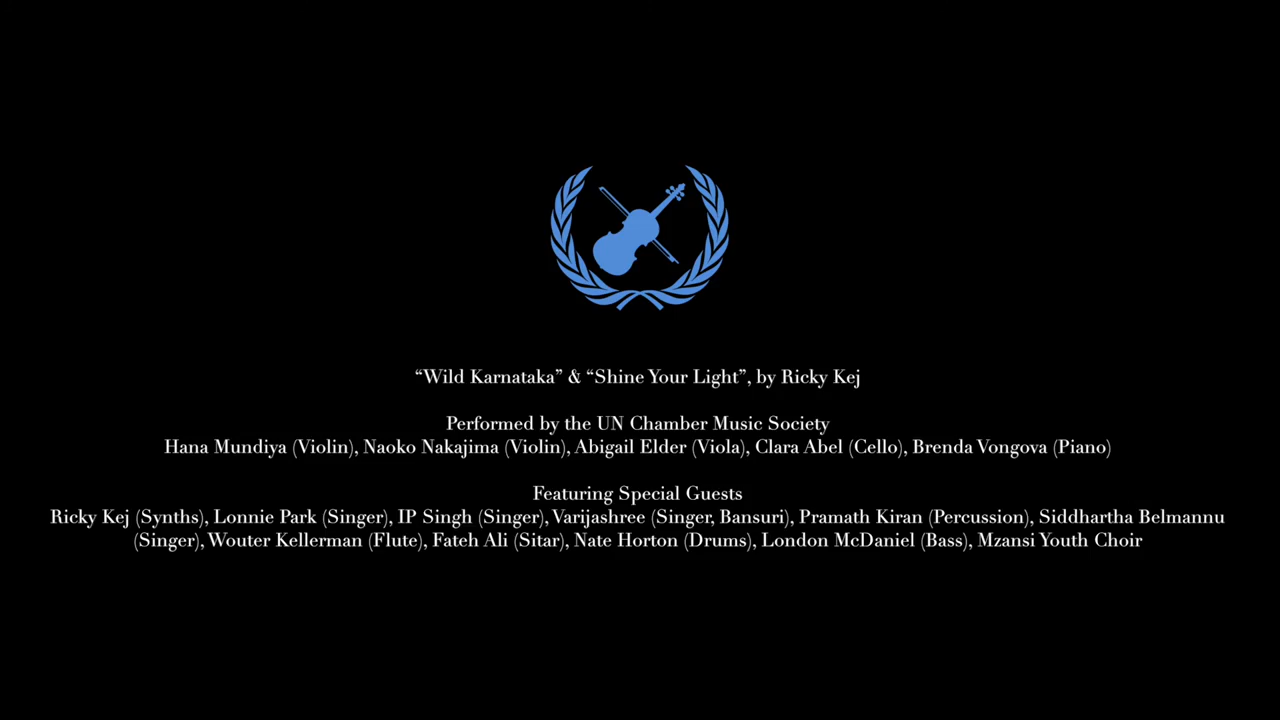 “Wild Karnataka” & “Shine Your Light”, by Ricky Kej
Performed by the UN Chamber Music Society
Hana Mundiya (Violin), Naoko Nakajima (Violin), Abigail Elder (Viola), Clara Abel (Cello), Brenda Vongova (Piano)
Featuring Special Guests
Ricky Kej (Synths), Lonnie Park (Singer), IP Singh (Singer), Varijashree (Singer, Bansuri), Pramath Kiran (Percussion), Siddhartha Belmannu
(Singer), Wouter Kellerman (Flute), Fateh Ali (Sitar), Nate Horton (Drums), London McDaniel (Bass), Mzansi Youth Choir